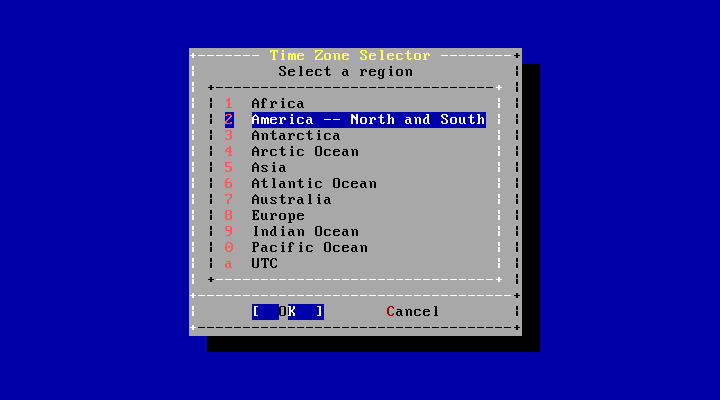 Time Zone Selector
Select a region
1 Africa
2 America -- North and South
3 Antarctica
4 Arctic Ocean
5 Asia
6 Atlantic Ocean
7 Australia
8 Europe
9 Indian Ocean
0 Pacific Ocean
a UTC
[ OK ] Cancel